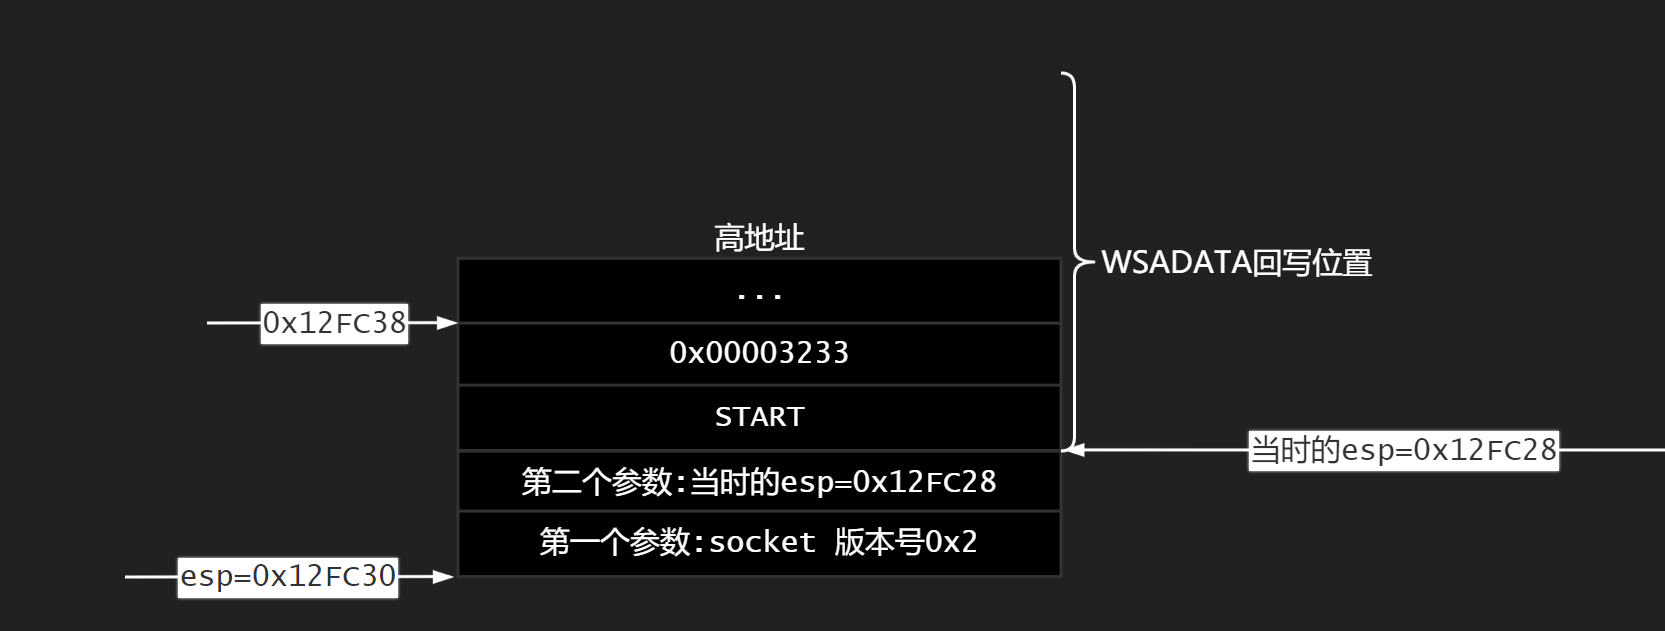 高地址
...
WSADATA回写位置
0x12FC38
0x00003233
START
当时的esp=0x12FC28
第二个参数:当时的esp=0x12FC28
第一个参数:socket 版本号0x2
esp=0x12FC30